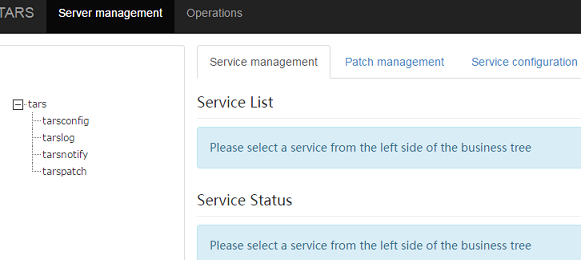 TARS Server management Operations
Service management Patch management Service configuration
tars
tarsconfig
tarslog
tarsnotify
tarspatch
Service List
Please select a service from the left side of the business tree
Service Status
Please select a service from the left side of the business tree